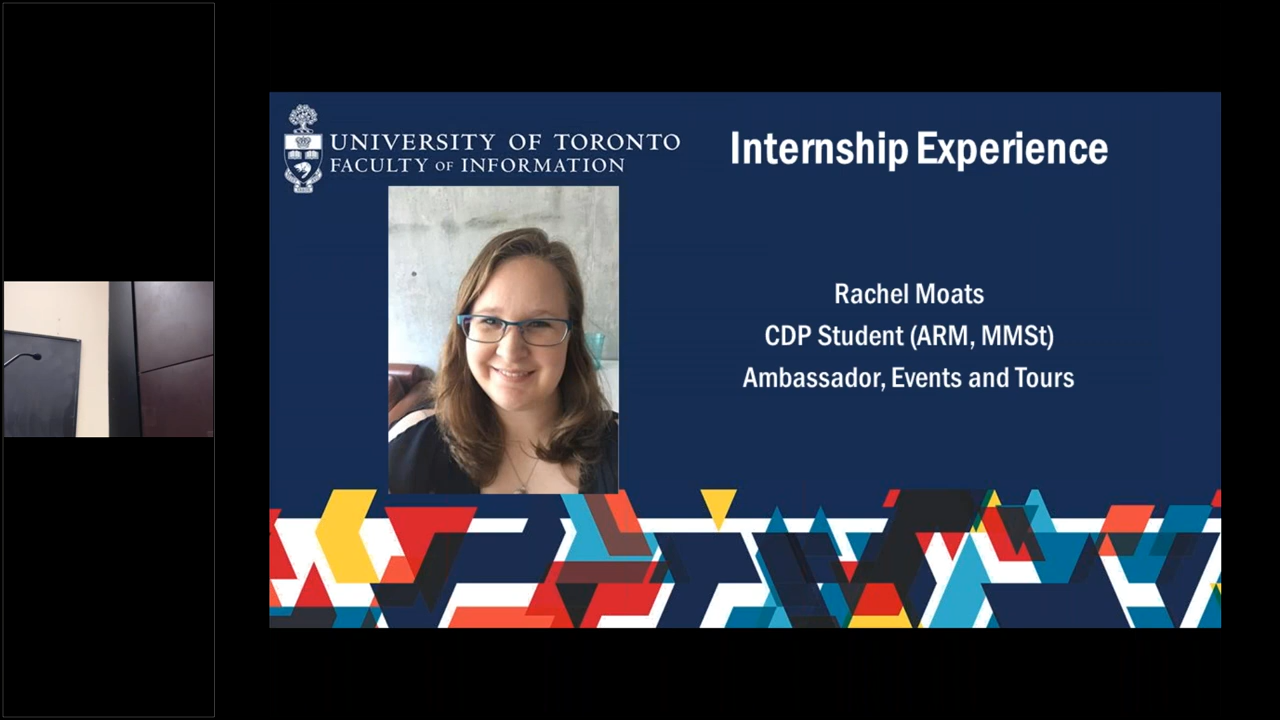 UNIVERSITY OF TORONTO
FACULTY OF INFORMATION
Internship Experience
Rachel Moats
CDP Student (ARM, MMSt)
Ambassador, Events and Tours